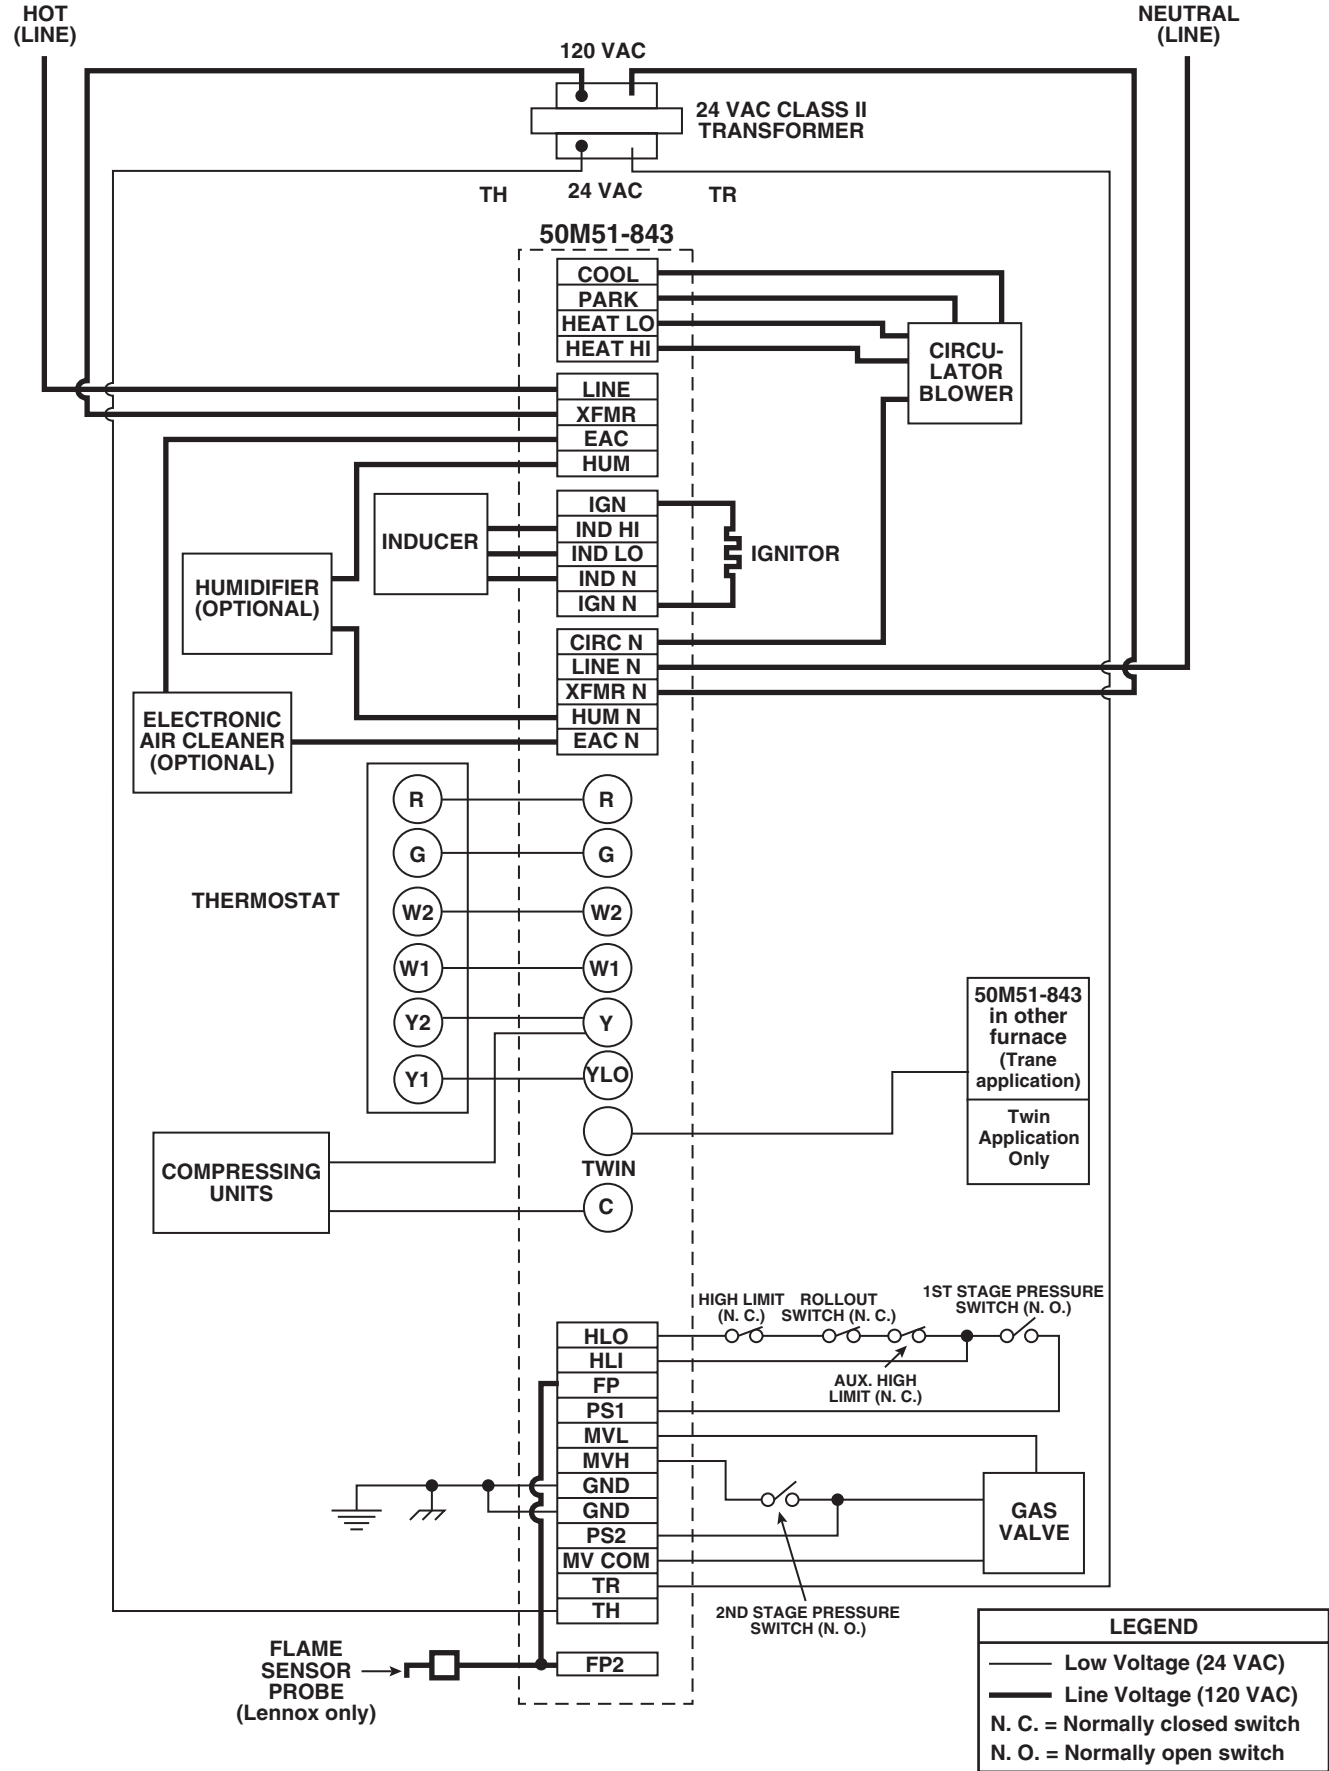 HOT
(LINE)
NEUTRAL
(LINE)
120 VAC
24 VAC CLASS II
TRANSFORMER
TH
24 VAC
TR
50M51-843
COOL
PARK
HEAT LO
HEAT HI
CIRCU-
LATOR
BLOWER
LINE
XFMR
EAC
HUM
IGN
IND HI
IND LO
IND N
IGN N
INDUCER
IGNITOR
HUMIDIFIER
(OPTIONAL)
CIRC N
LINE N
XFMR N
HUM N
EAC N
ELECTRONIC
AIR CLEANER
(OPTIONAL)
THERMOSTAT
R
R
G
G
W2
W2
W1
W1
Y2
Y
Y1
YLO
TWIN
C
50M51-843
in other
furnace
(Trane
application)
Twin
Application
Only
COMPRESSING
UNITS
HIGH LIMIT
(N. C.)
ROLLOUT
SWITCH (N. C.)
1ST STAGE PRESSURE
SWITCH (N. O.)
AUX. HIGH
LIMIT (N. C.)
HLO
HLI
FP
PS1
MVL
MVH
GND
GND
PS2
MV COM
TR
TH
FP2
GAS
VALVE
2ND STAGE PRESSURE
SWITCH (N. O.)
FLAME
SENSOR
PROBE
(Lennox only)
LEGEND
Low Voltage (24 VAC)
Line Voltage (120 VAC)
N. C. = Normally closed switch
N. O. = Normally open switch